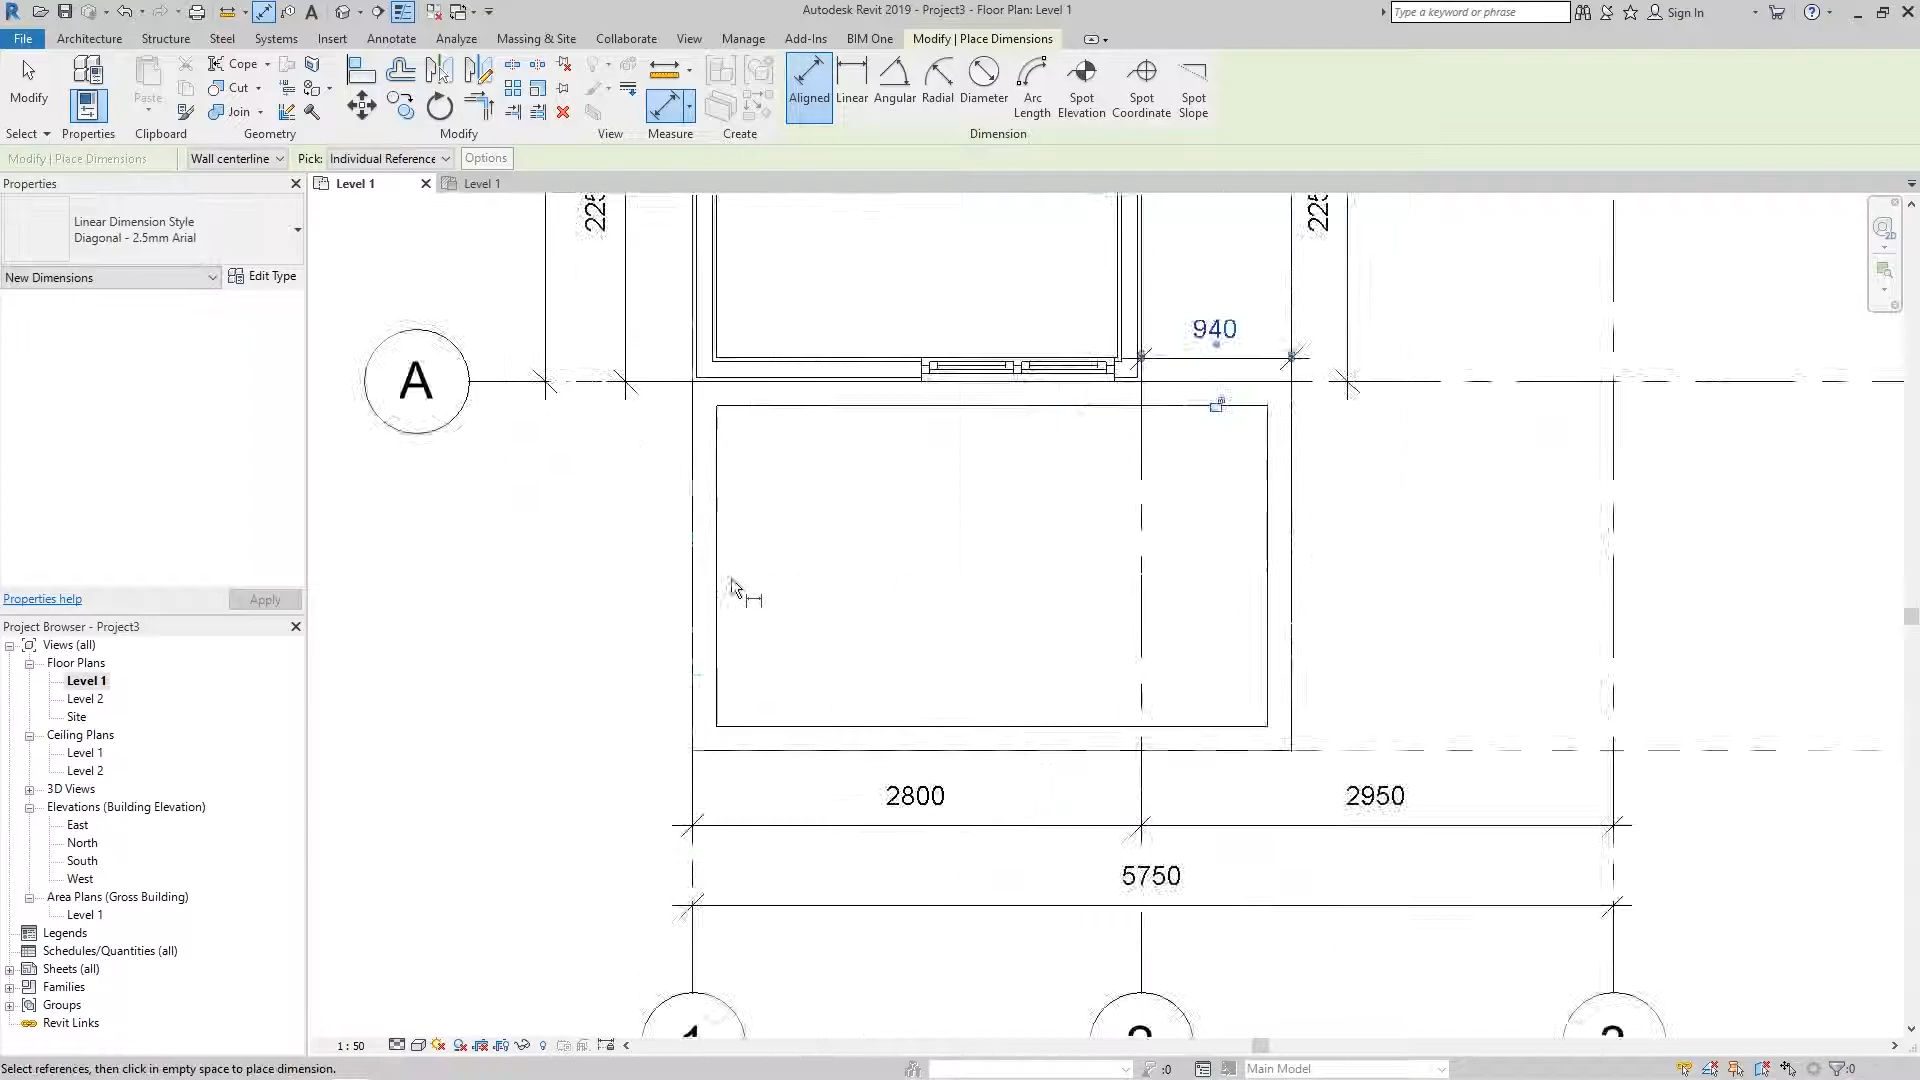 Autodesk Revit 2019 - Project3 - Floor Plan: Level 1
Type a keyword or phrase
Sign In
File Architecture Structure Steel Systems Insert Annotate Analyze Massing & Site Collaborate View Manage Add-Ins BIM One Modify | Place Dimensions
Modify
Paste
Cope
Cut
Join
Aligned Linear Angular Radial Diameter Arc Length Spot Elevation Spot Coordinate Spot Slope
Select Properties Clipboard Geometry Modify View Measure Create Dimension
Modify | Place Dimensions Wall centerline Pick: Individual Reference Options
Properties
Level 1
Level 1
Linear Dimension Style
Diagonal - 2.5mm Arial
New Dimensions
Edit Type
Properties help
Apply
Project Browser - Project3
Views (all)
Floor Plans
Level 1
Level 2
Site
Ceiling Plans
Level 1
Level 2
3D Views
Elevations (Building Elevation)
East
North
South
West
Area Plans (Gross Building)
Level 1
Legends
Schedules/Quantities (all)
Sheets (all)
Families
Groups
Revit Links
225
225
940
A
2800
2950
5750
1 : 50
Select references, then click in empty space to place dimension.
:0
Main Model
:0